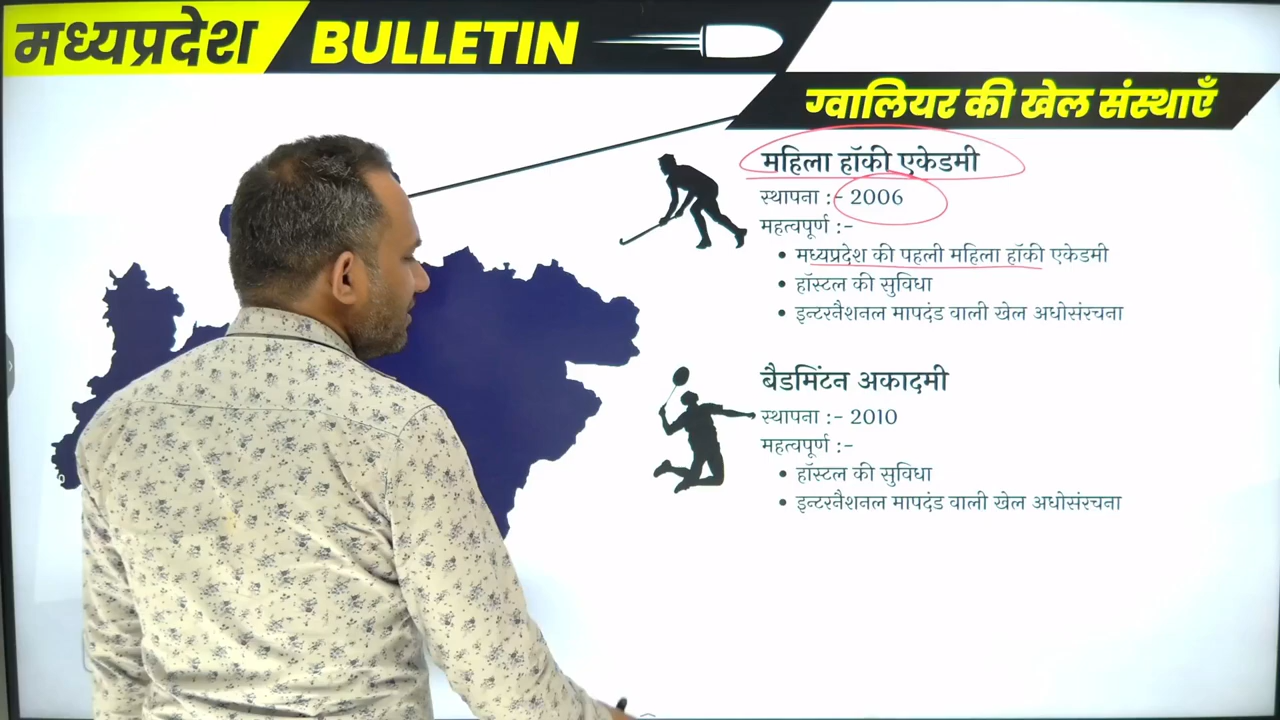 मध्यप्रदेश BULLETIN
ग्वालियर की खेल संस्थाएँ
महिला हॉकी एकेडमी
स्थापना :- 2006
महत्वपूर्ण :-
• मध्यप्रदेश की पहली महिला हॉकी एकेडमी
• हॉस्टल की सुविधा
• इन्टरनैशनल मापदंड वाली खेल अधोसंरचना
बैडमिंटन अकादमी
स्थापना :- 2010
महत्वपूर्ण :-
• हॉस्टल की सुविधा
• इन्टरनैशनल मापदंड वाली खेल अधोसंरचना